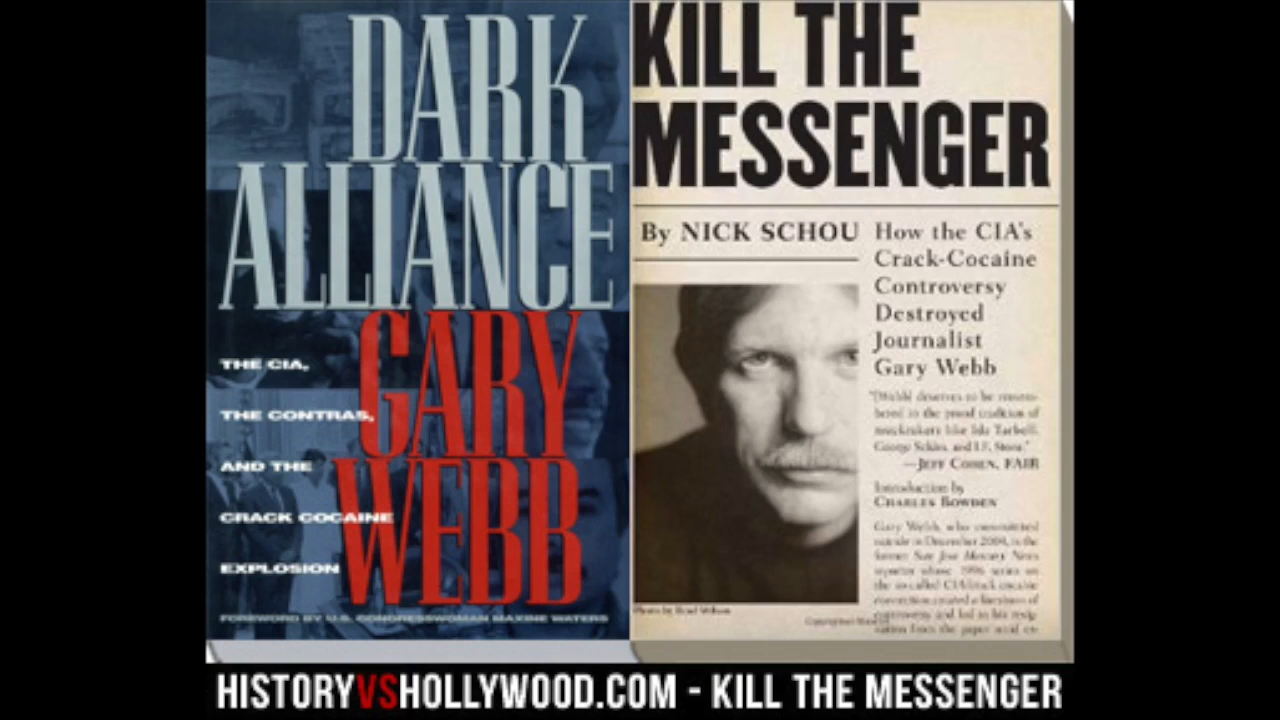 DARK
ALLIANCE
GARY
WEBB
THE CIA,
THE CONTRAS,
AND THE
CRACK COCAINE
EXPLOSION
FOREWORD BY U.S. CONGRESSWOMAN MAXINE WATERS
KILL THE
MESSENGER
By NICK SCHOU
How the CIA's
Crack-Cocaine
Controversy
Destroyed
Journalist
Gary Webb
"[Webb] deserves to be remem-
bered in the proud tradition of
muckrakers like Ida Tarbell,
George Seldes, and I.F. Stone."
—JEFF COHEN, FAIR
Introduction by
CHARLES BOWDEN
Gary Webb, who committed
suicide in December 2004, is the
former San Jose Mercury News
reporter whose 1996 series on
the so-called CIA/crack cocaine
connection created a
controversy and led to his resig-
nation from the paper
Photo by
HISTORYVSHOLLYWOOD.COM - KILL THE MESSENGER